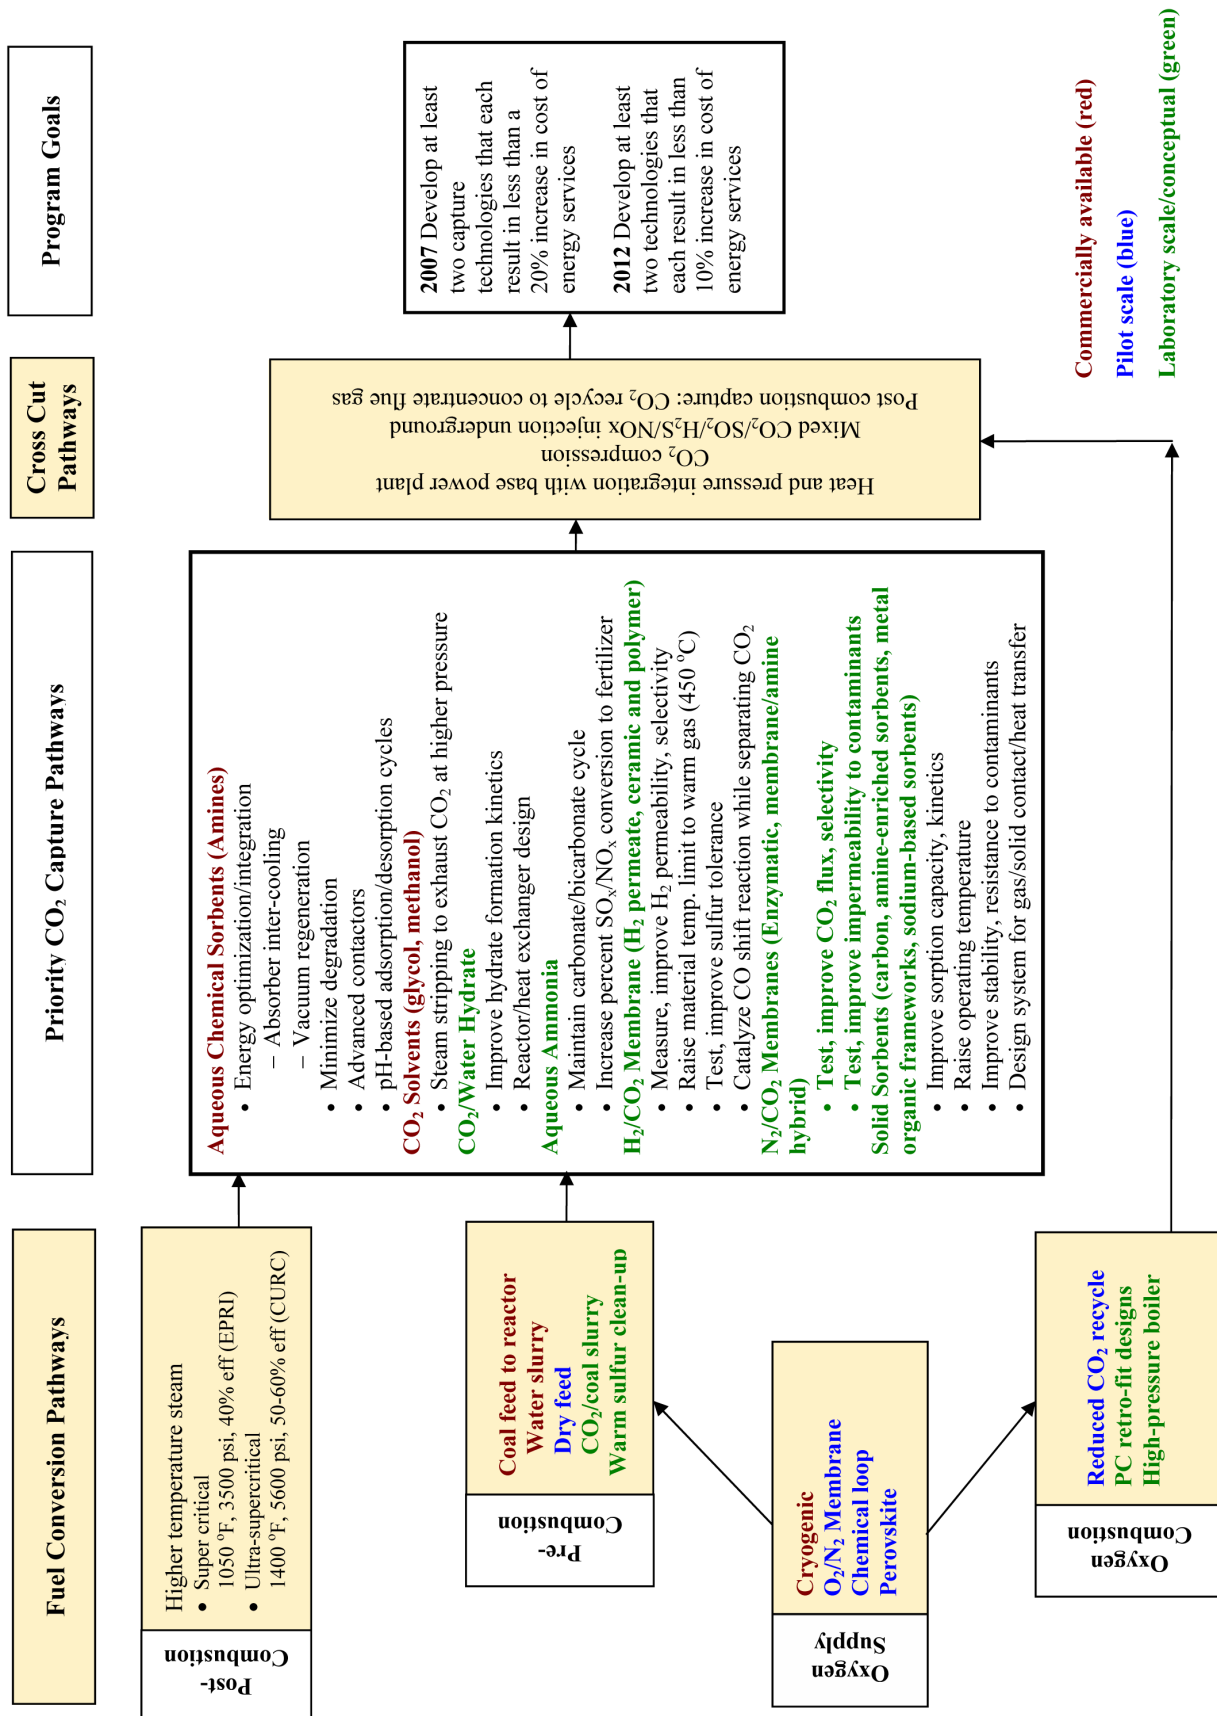 Fuel Conversion Pathways
Priority CO₂ Capture Pathways
Cross Cut
Pathways
Program Goals
Post-
Combustion
Higher temperature steam
• Super critical
1050 °F, 3500 psi, 40% eff (EPRI)
• Ultra-supercritical
1400 °F, 5600 psi, 50-60% eff (CURC)
Pre-
Combustion
Coal feed to reactor
Water slurry
Dry feed
CO₂/coal slurry
Warm sulfur clean-up
Oxygen
Supply
Cryogenic
O₂/N₂ Membrane
Chemical loop
Perovskite
Oxygen
Combustion
Reduced CO₂ recycle
PC retro-fit designs
High-pressure boiler
Aqueous Chemical Sorbents (Amines)
• Energy optimization/integration
– Absorber inter-cooling
– Vacuum regeneration
• Minimize degradation
• Advanced contactors
• pH-based adsorption/desorption cycles
CO₂ Solvents (glycol, methanol)
• Steam stripping to exhaust CO₂ at higher pressure
CO₂/Water Hydrate
• Improve hydrate formation kinetics
• Reactor/heat exchanger design
Aqueous Ammonia
• Maintain carbonate/bicarbonate cycle
• Increase percent SOₓ/NOₓ conversion to fertilizer
H₂/CO₂ Membrane (H₂ permeate, ceramic and polymer)
• Measure, improve H₂ permeability, selectivity
• Raise material temp. limit to warm gas (450 °C)
• Test, improve sulfur tolerance
• Catalyze CO shift reaction while separating CO₂
N₂/CO₂ Membranes (Enzymatic, membrane/amine
hybrid)
• Test, improve CO₂ flux, selectivity
• Test, improve impermeability to contaminants
Solid Sorbents (carbon, amine-enriched sorbents, metal
organic frameworks, sodium-based sorbents)
• Improve sorption capacity, kinetics
• Raise operating temperature
• Improve stability, resistance to contaminants
• Design system for gas/solid contact/heat transfer
Heat and pressure integration with base power plant
CO₂ compression
Mixed CO₂/SO₂/H₂S/NOx injection underground
Post combustion capture: CO₂ recycle to concentrate flue gas
2007 Develop at least
two capture
technologies that each
result in less than a
20% increase in cost of
energy services
2012 Develop at least
two technologies that
each result in less than
10% increase in cost of
energy services
Commercially available (red)
Pilot scale (blue)
Laboratory scale/conceptual (green)